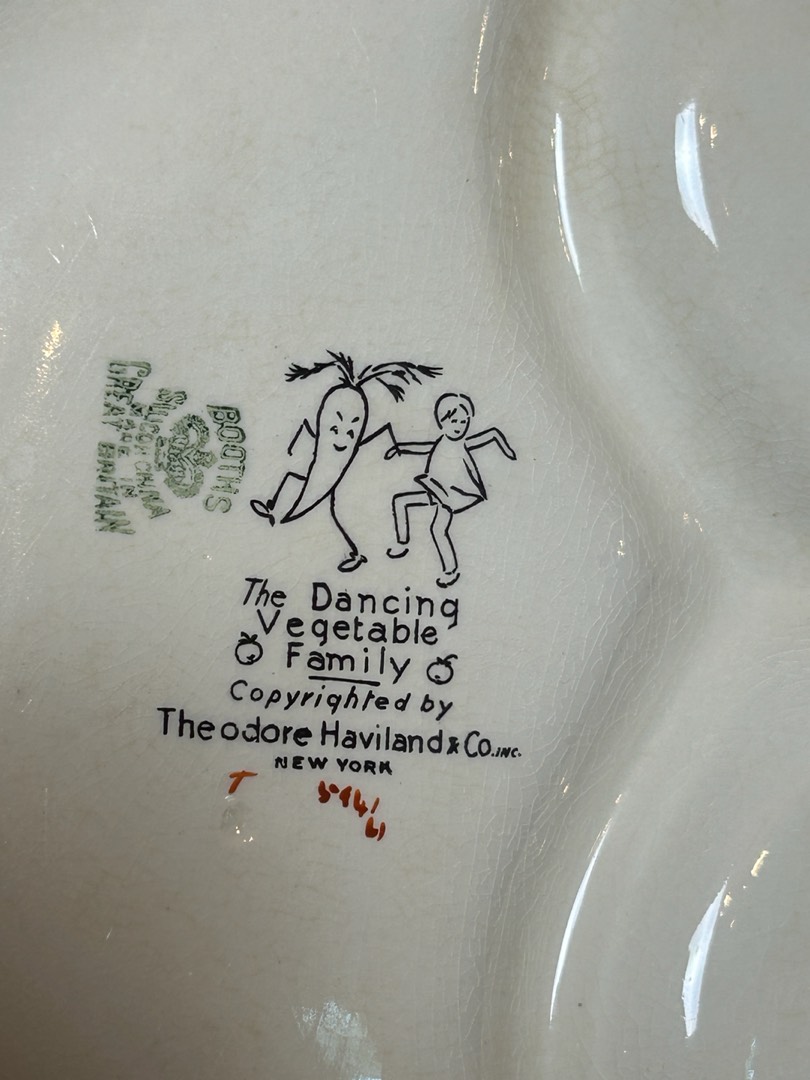 BOOTHS
SILICON CHINA
MADE IN
GREAT BRITAIN
The Dancing
Vegetable
Family
Copyrighted by
Theodore Haviland & Co. INC.
NEW YORK
T